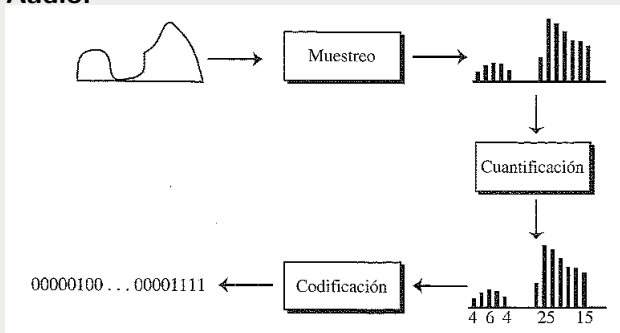 Audio:
Muestreo
Cuantificación
00000100...00001111
Codificación
4 6 4 25 15